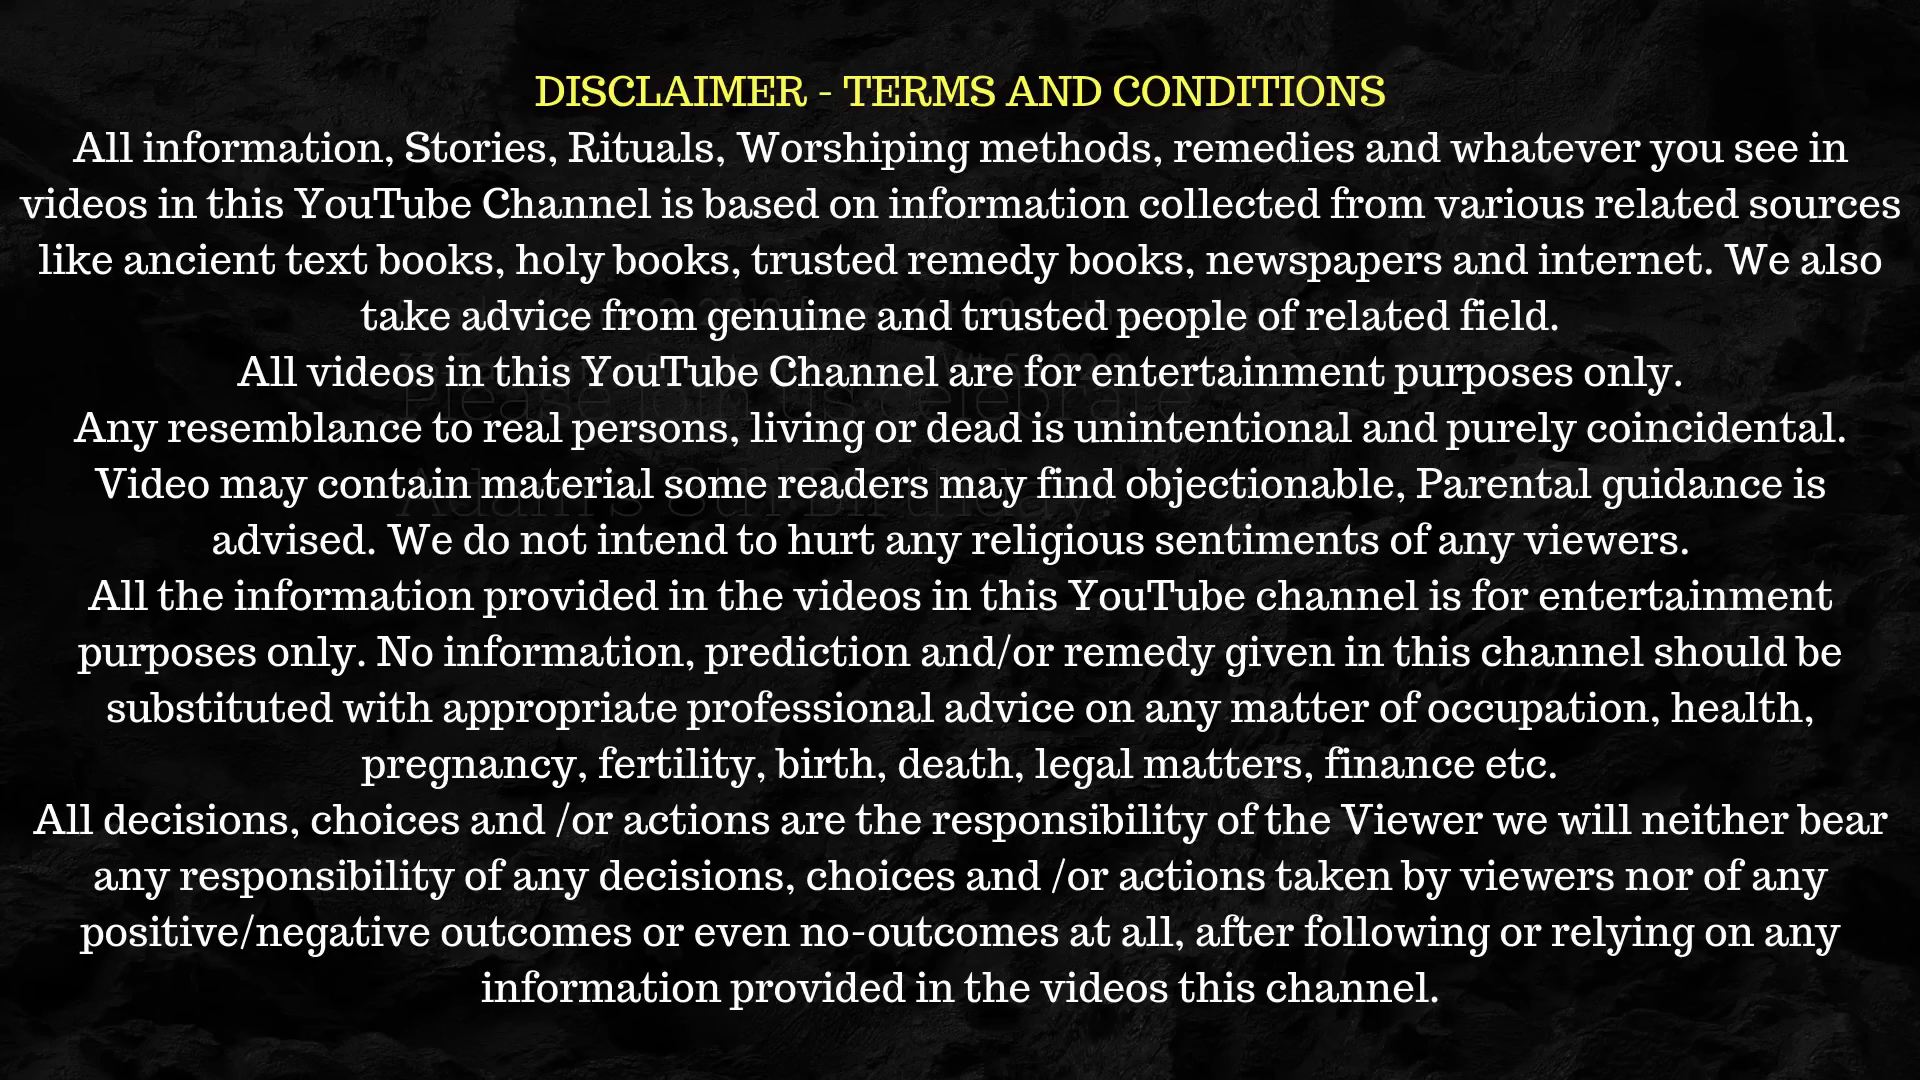 DISCLAIMER - TERMS AND CONDITIONS
All information, Stories, Rituals, Worshiping methods, remedies and whatever you see in
videos in this YouTube Channel is based on information collected from various related sources
like ancient text books, holy books, trusted remedy books, newspapers and internet. We also
take advice from genuine and trusted people of related field.
All videos in this YouTube Channel are for entertainment purposes only.
Please join us celebrate
Any resemblance to real persons, living or dead is unintentional and purely coincidental.
Video may contain material some readers may find objectionable, Parental guidance is
Adam's 8th Birthday!
advised. We do not intend to hurt any religious sentiments of any viewers.
All the information provided in the videos in this YouTube channel is for entertainment
purposes only. No information, prediction and/or remedy given in this channel should be
substituted with appropriate professional advice on any matter of occupation, health,
pregnancy, fertility, birth, death, legal matters, finance etc.
All decisions, choices and /or actions are the responsibility of the Viewer we will neither bear
any responsibility of any decisions, choices and /or actions taken by viewers nor of any
positive/negative outcomes or even no-outcomes at all, after following or relying on any
information provided in the videos this channel.